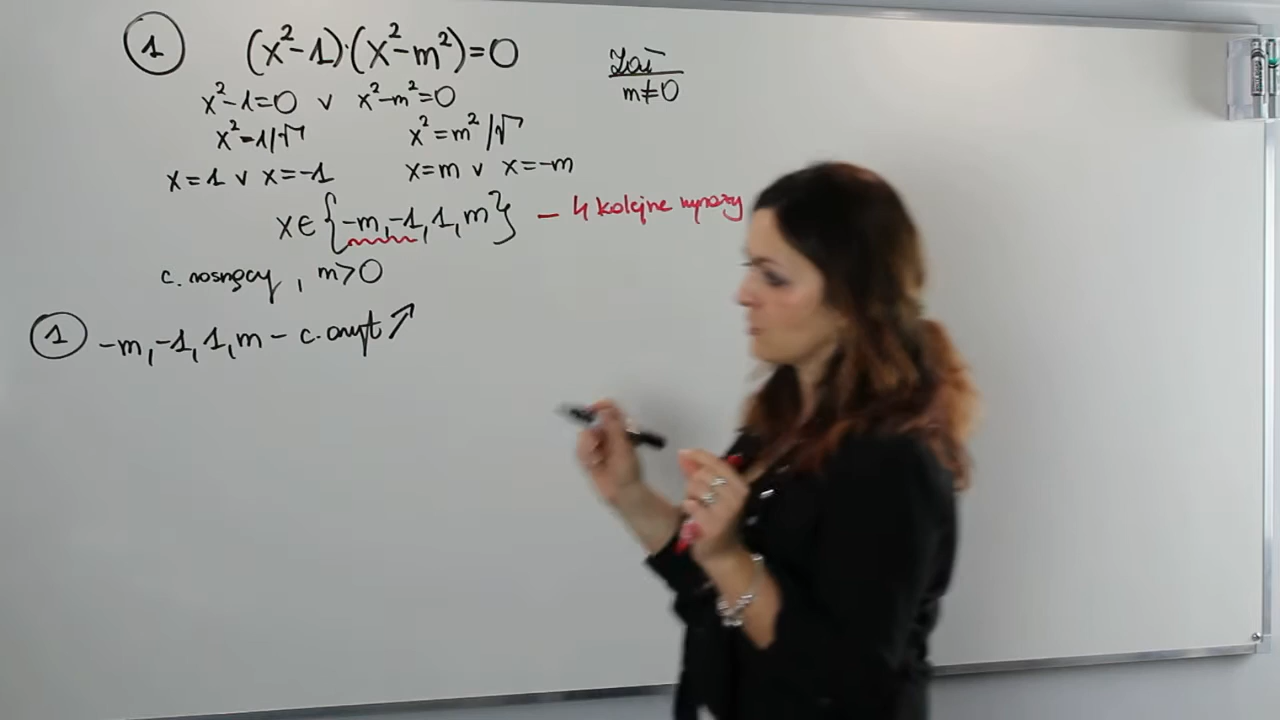 1 (x²-1)·(x²-m²)=0
Zał
m≠0
x²-1=0 v x²-m²=0
x²=1/√ x²=m²/√
x=1 v x=-1 x=m v x=-m
x∈{-m,-1,1,m} – 4 kolejne wyrazy
c. rosnący, m>0
1 -m,-1,1,m – c. aryt ↗